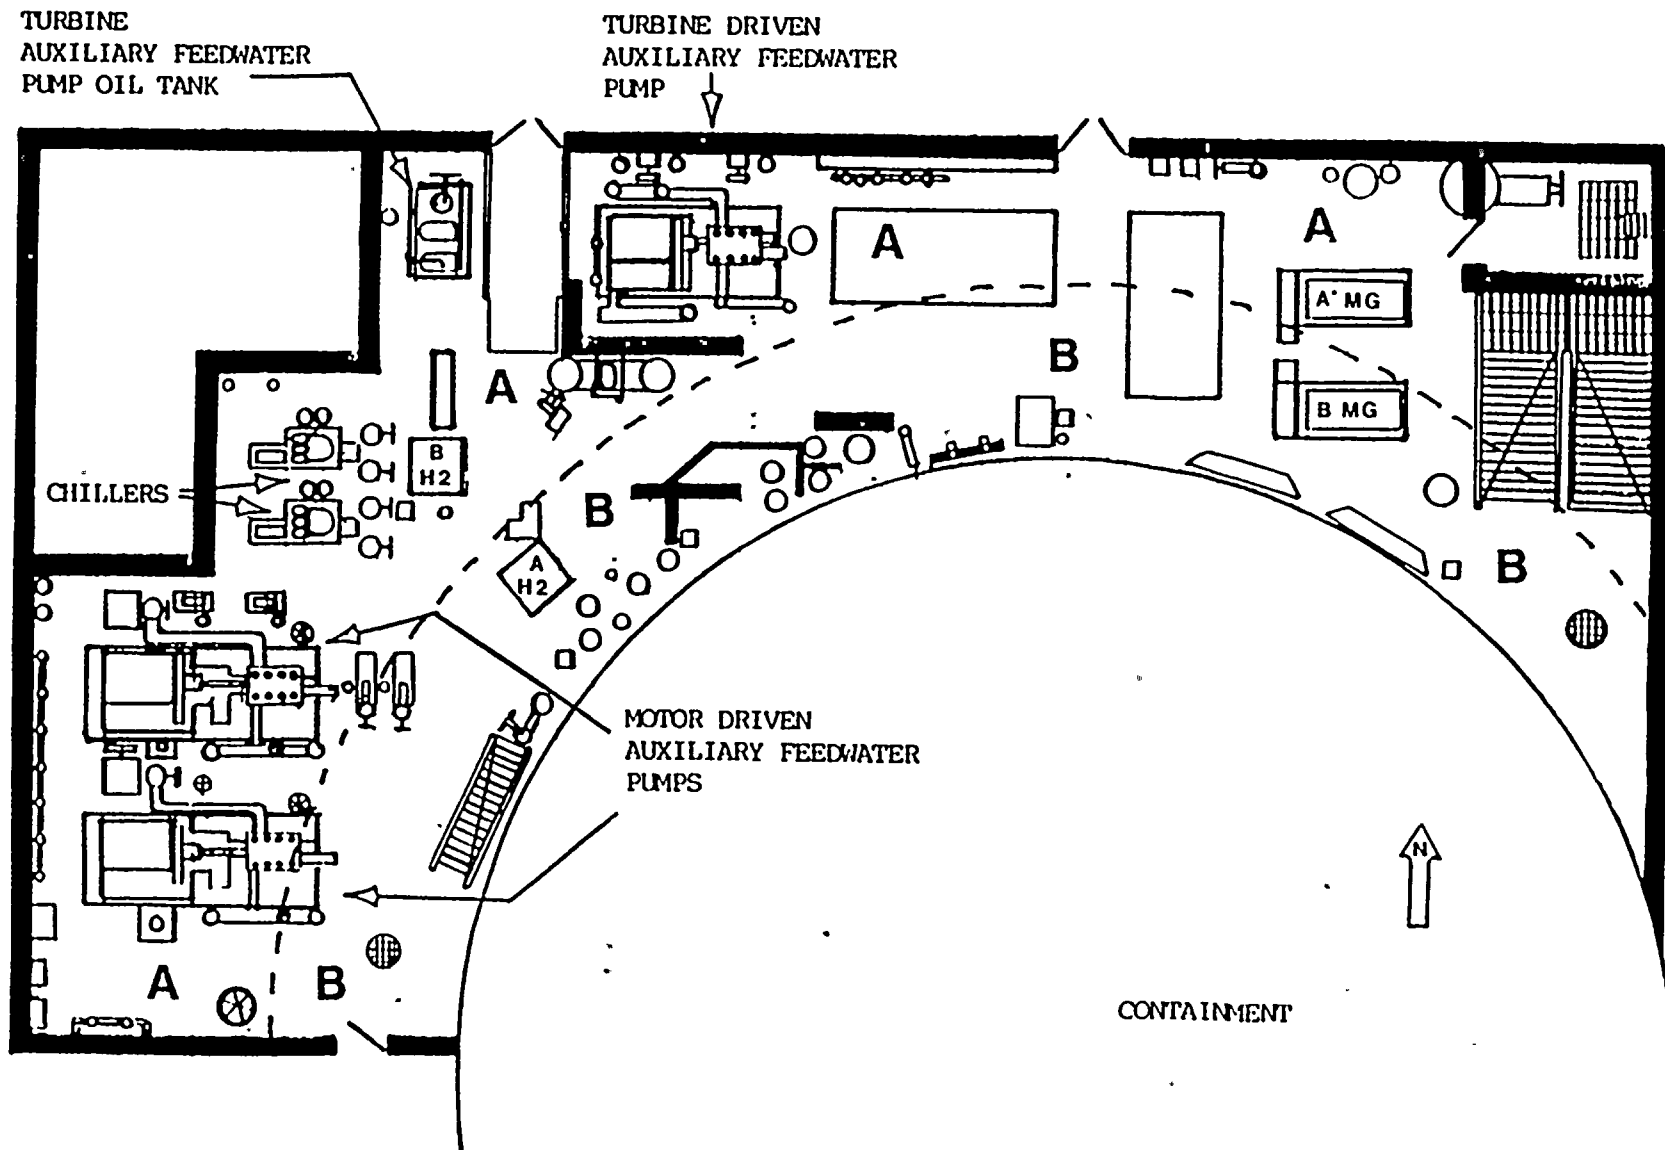 TURBINE
AUXILIARY FEEDWATER
PUMP OIL TANK
TURBINE DRIVEN
AUXILIARY FEEDWATER
PUMP
A
A
A MG
B
B MG
A
B
H2
CHILLERS
B
A
H2
B
MOTOR DRIVEN
AUXILIARY FEEDWATER
PUMPS
N
A
B
CONTAINMENT